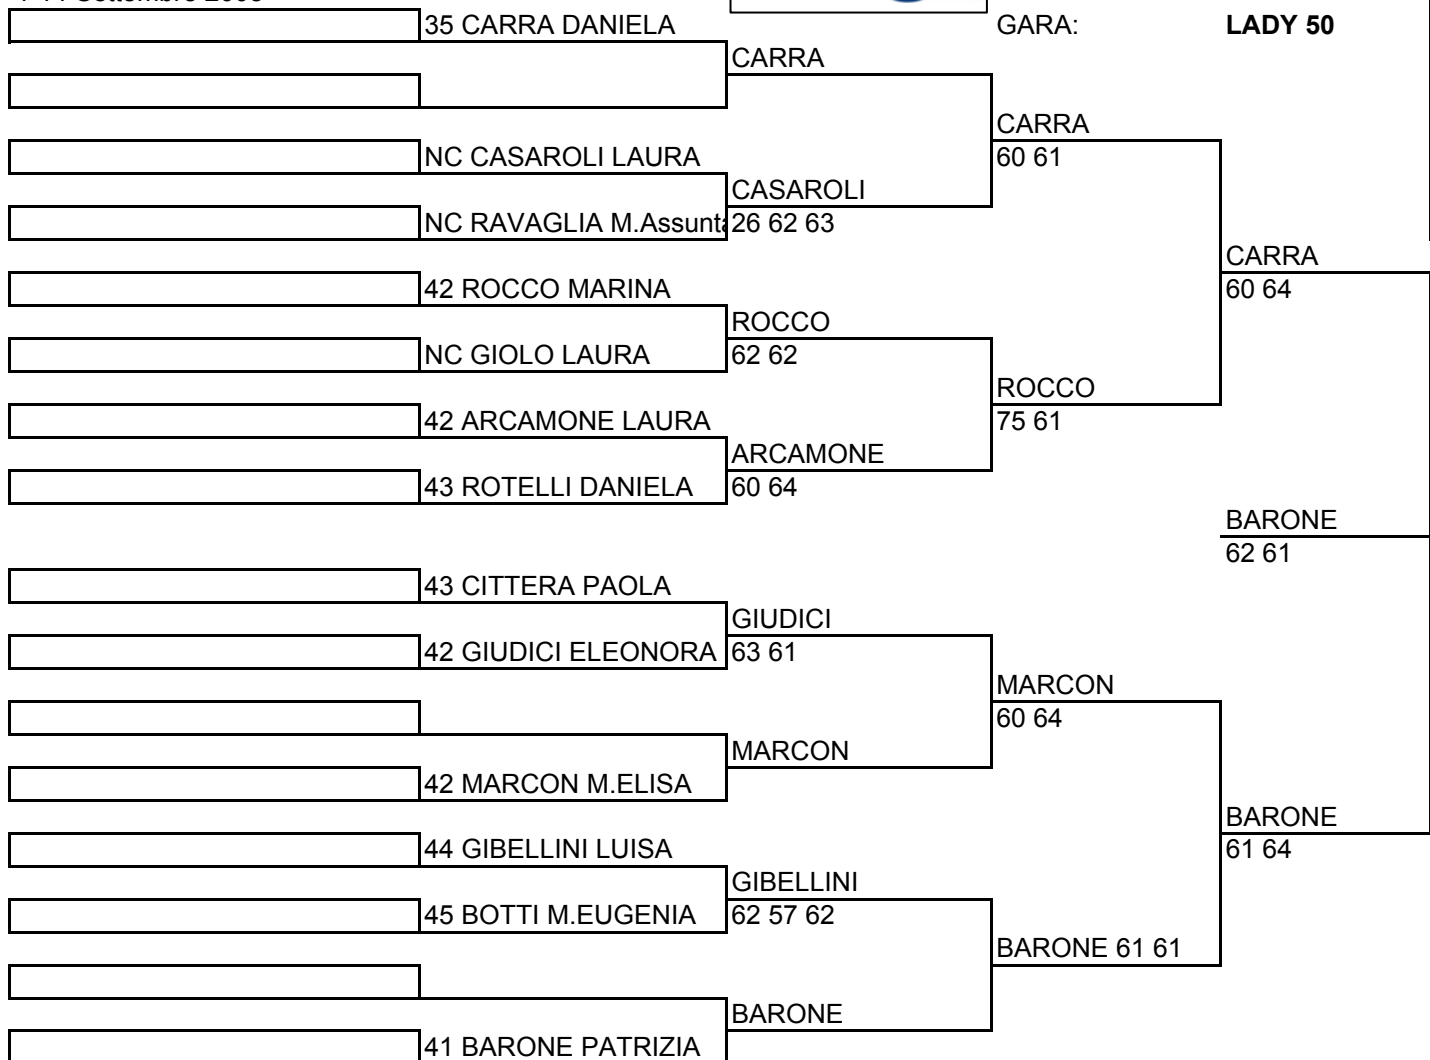 35 CARRA DANIELA
GARA: LADY 50
CARRA
CARRA
NC CASAROLI LAURA
60 61
CASAROLI
NC RAVAGLIA M.Assunta
26 62 63
CARRA
42 ROCCO MARINA
60 64
ROCCO
NC GIOLO LAURA
62 62
ROCCO
42 ARCAMONE LAURA
75 61
ARCAMONE
43 ROTELLI DANIELA
60 64
BARONE
62 61
43 CITTERA PAOLA
GIUDICI
42 GIUDICI ELEONORA
63 61
MARCON
60 64
MARCON
42 MARCON M.ELISA
BARONE
44 GIBELLINI LUISA
61 64
GIBELLINI
45 BOTTI M.EUGENIA
62 57 62
BARONE 61 61
BARONE
41 BARONE PATRIZIA